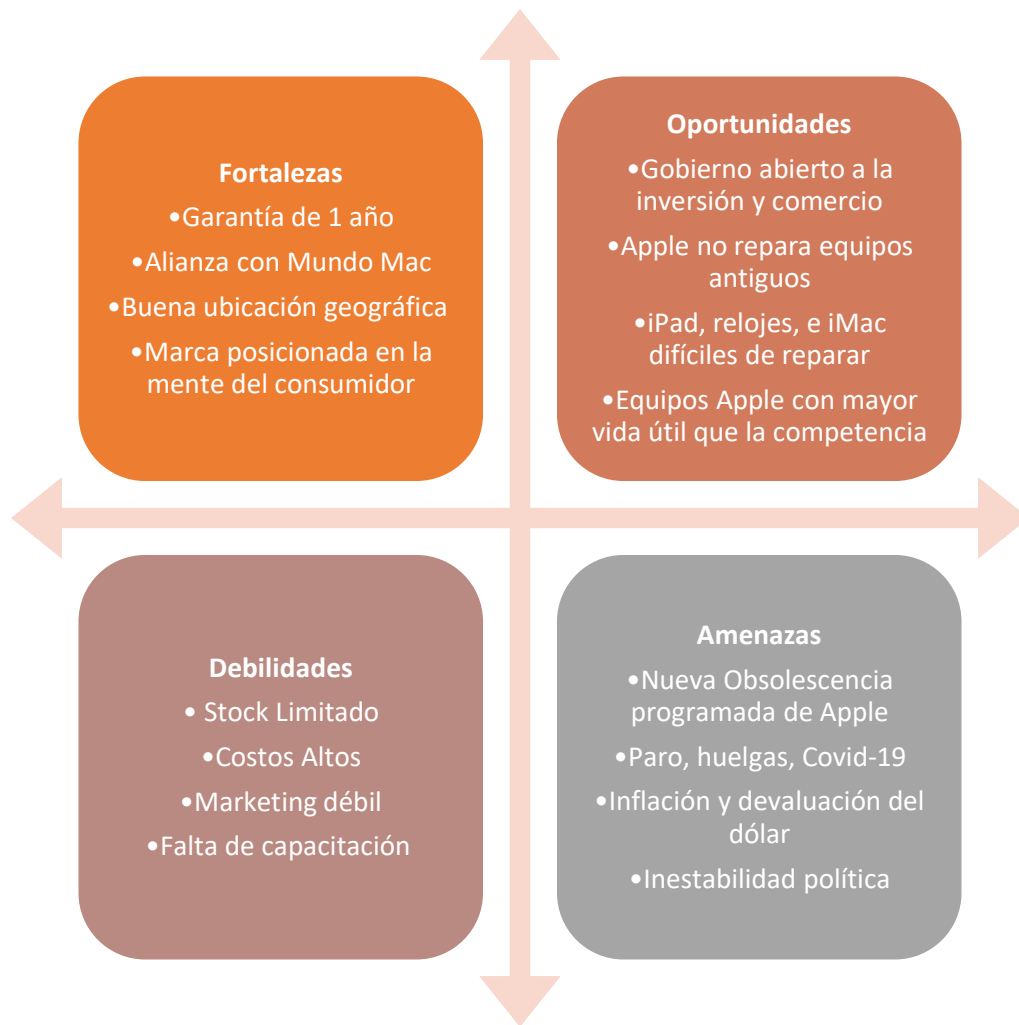 Fortalezas
•Garantía de 1 año
•Alianza con Mundo Mac
•Buena ubicación geográfica
•Marca posicionada en la
mente del consumidor
Oportunidades
•Gobierno abierto a la
inversión y comercio
•Apple no repara equipos
antiguos
•iPad, relojes, e iMac
difíciles de reparar
•Equipos Apple con mayor
vida útil que la competencia
Debilidades
• Stock Limitado
•Costos Altos
•Marketing débil
•Falta de capacitación
Amenazas
•Nueva Obsolescencia
programada de Apple
•Paro, huelgas, Covid-19
•Inflación y devaluación del
dólar
•Inestabilidad política